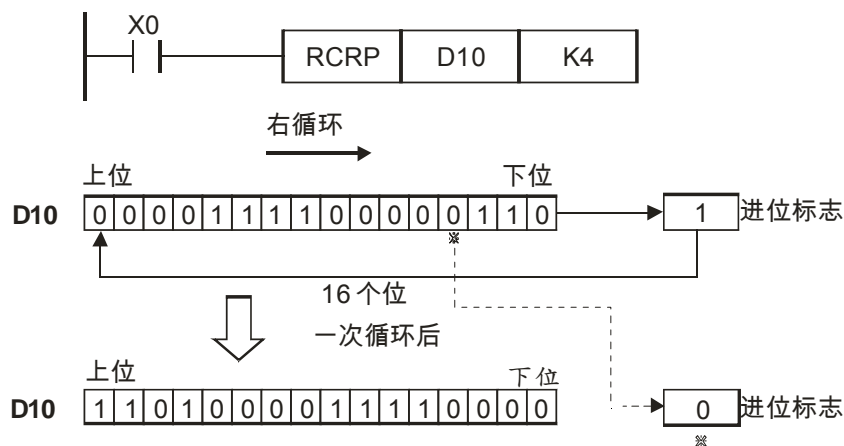 X0
RCRP D10 K4
右循环
上位 下位
D10 0 0 0 0 1 1 1 1 0 0 0 0 0 1 1 0 1 进位标志
※
16个位
一次循环后
上位 下位
D10 1 1 0 1 0 0 0 0 1 1 1 1 0 0 0 0 0 进位标志
※